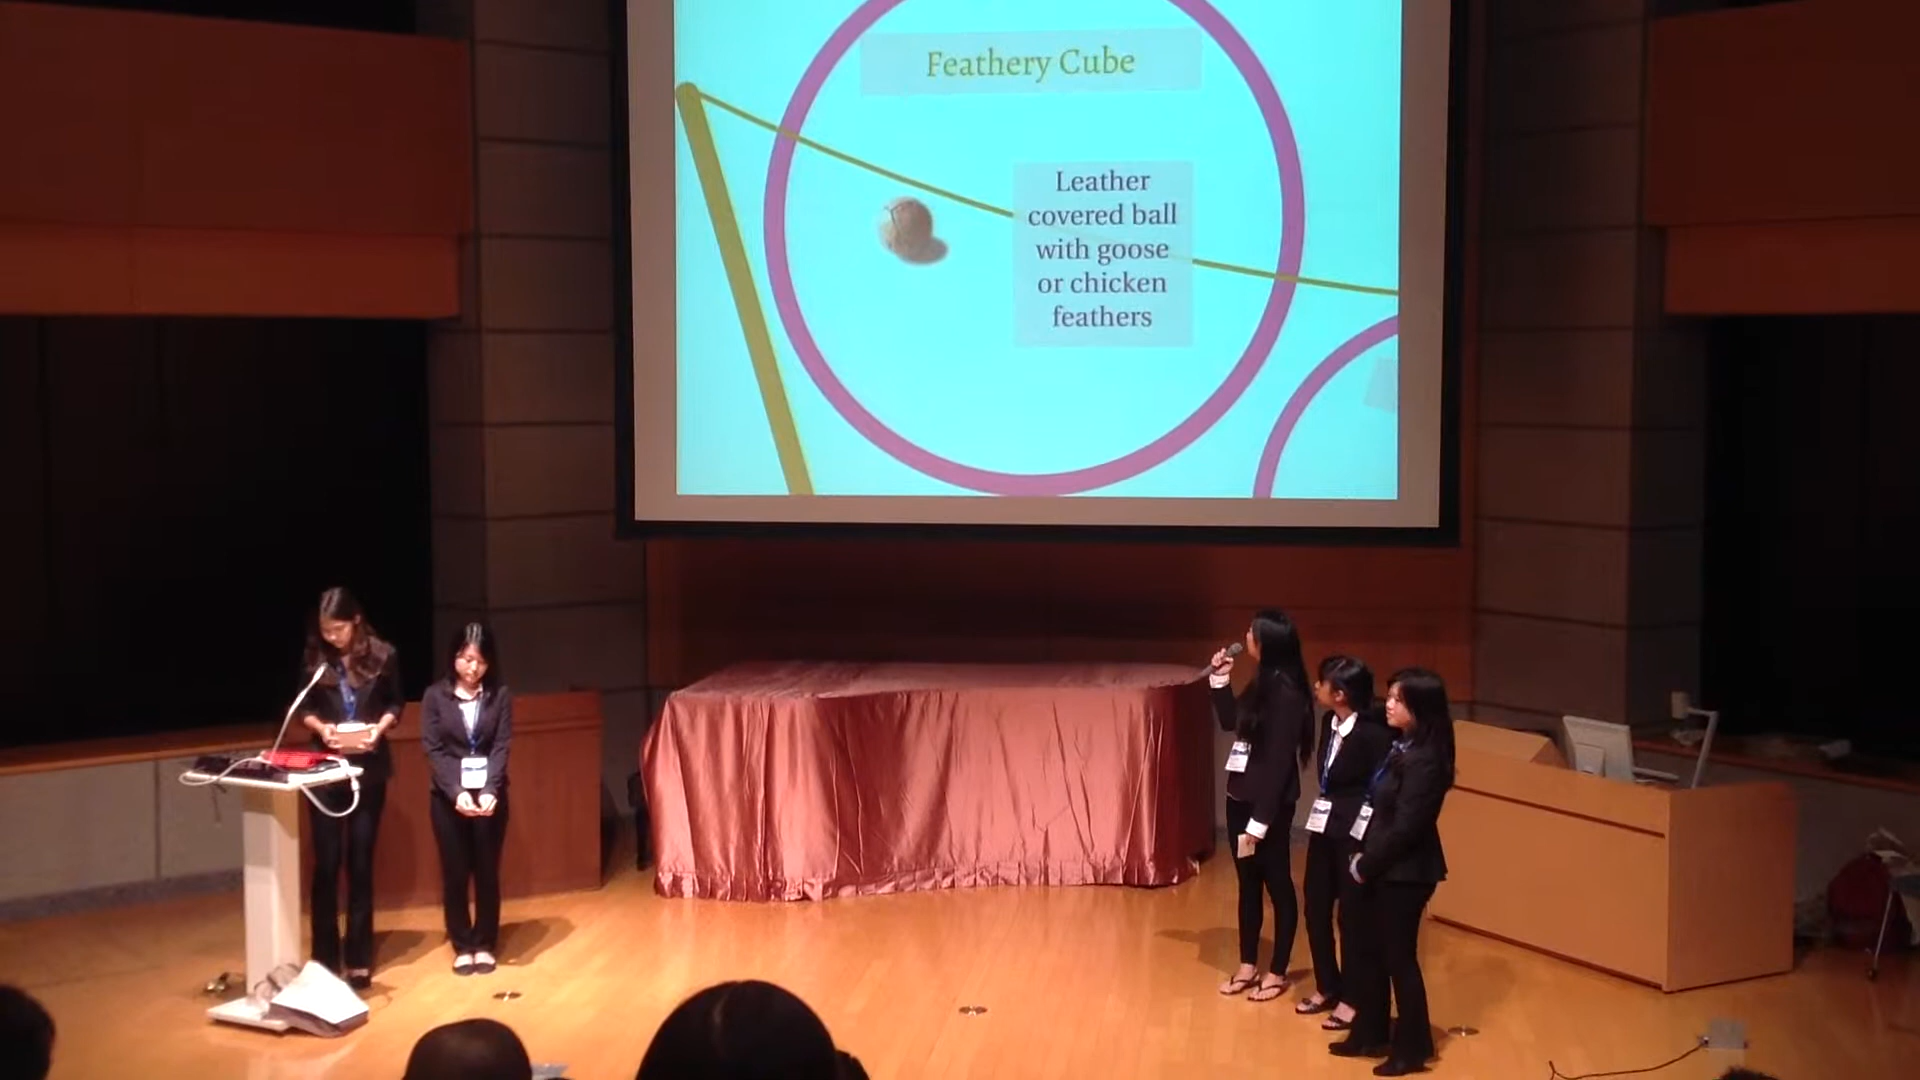 Feathery Cube
Leather
covered ball
with goose
or chicken
feathers